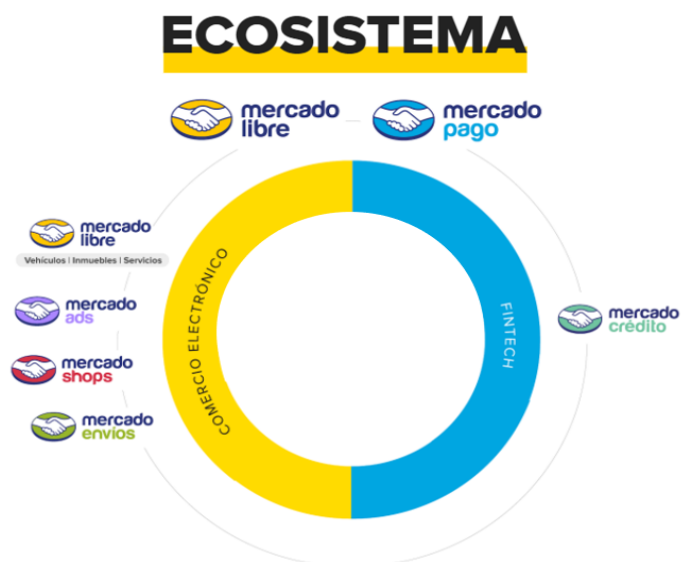 ECOSISTEMA
mercado
libre
mercado
pago
mercado
libre
Vehículos | Inmuebles | Servicios
mercado
ads
mercado
shops
mercado
envios
COMERCIO ELECTRÓNICO
FINTECH
mercado
crédito